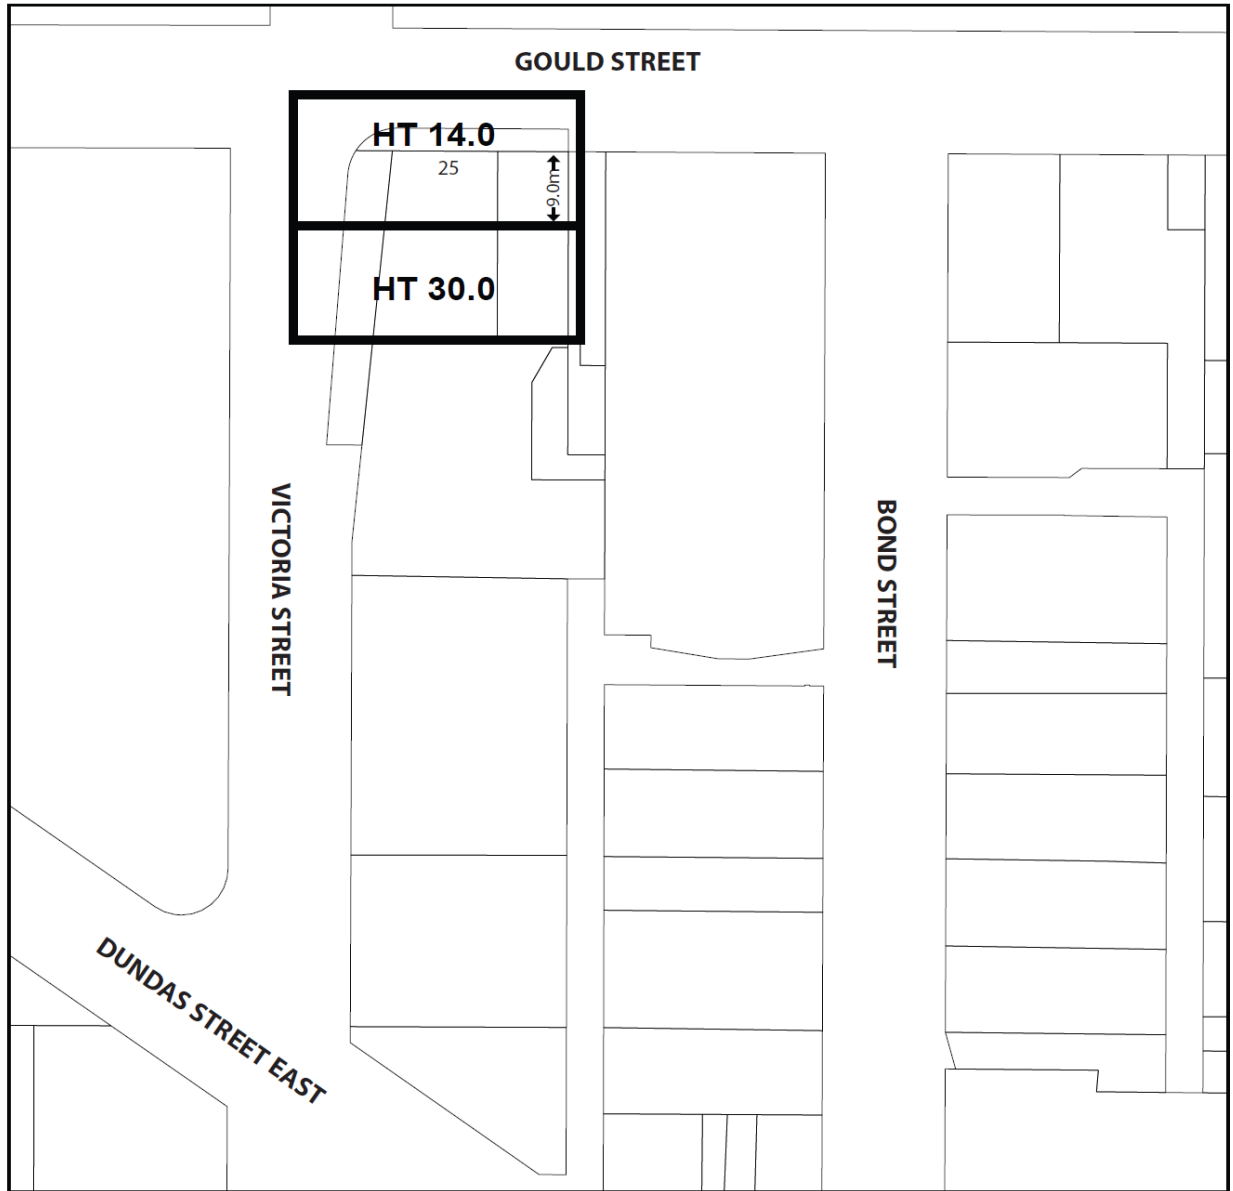 GOULD STREET
HT 14.0
25
9.0m
HT 30.0
VICTORIA STREET
BOND STREET
DUNDAS STREET EAST